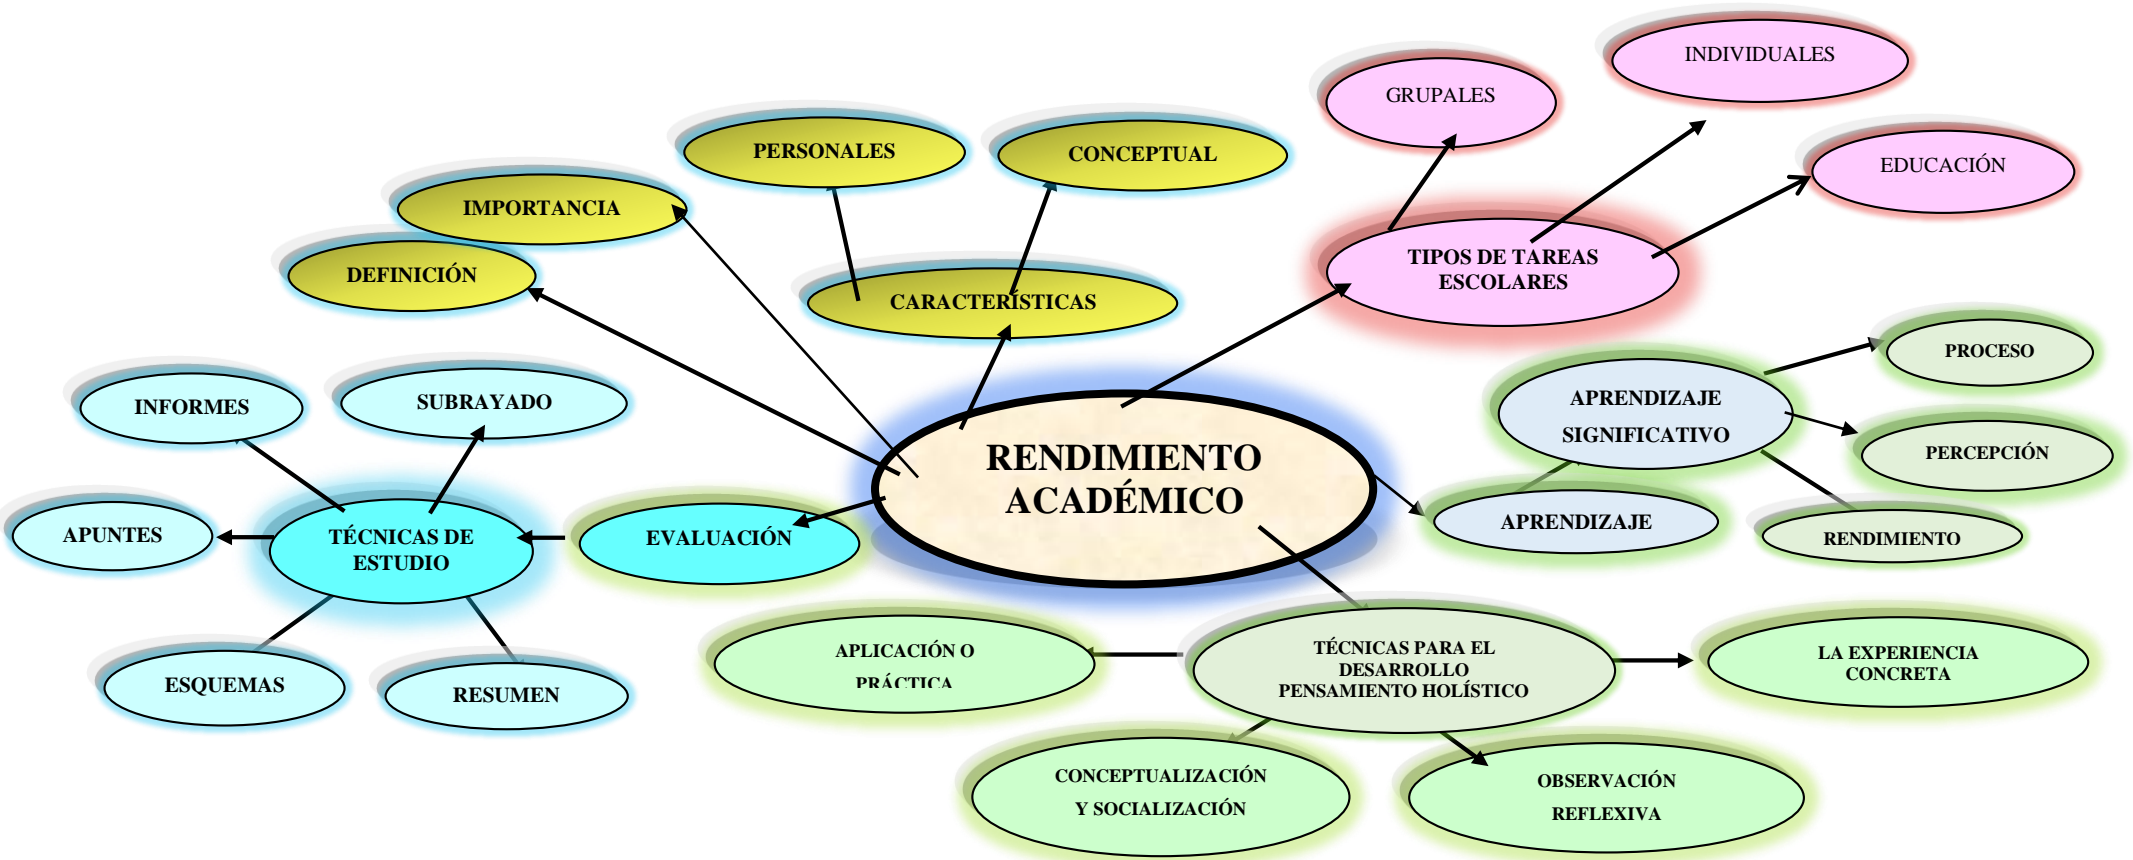 INDIVIDUALES
GRUPALES
PERSONALES
CONCEPTUAL
EDUCACIÓN
IMPORTANCIA
DEFINICIÓN
CARACTERÍSTICAS
TIPOS DE TAREAS
ESCOLARES
PROCESO
INFORMES
SUBRAYADO
APRENDIZAJE
SIGNIFICATIVO
PERCEPCIÓN
RENDIMIENTO
ACADÉMICO
APUNTES
TÉCNICAS DE
ESTUDIO
EVALUACIÓN
APRENDIZAJE
RENDIMIENTO
ESQUEMAS
RESUMEN
APLICACIÓN O
PRÁCTICA
TÉCNICAS PARA EL
DESARROLLO
PENSAMIENTO HOLÍSTICO
LA EXPERIENCIA
CONCRETA
CONCEPTUALIZACIÓN
Y SOCIALIZACIÓN
OBSERVACIÓN
REFLEXIVA